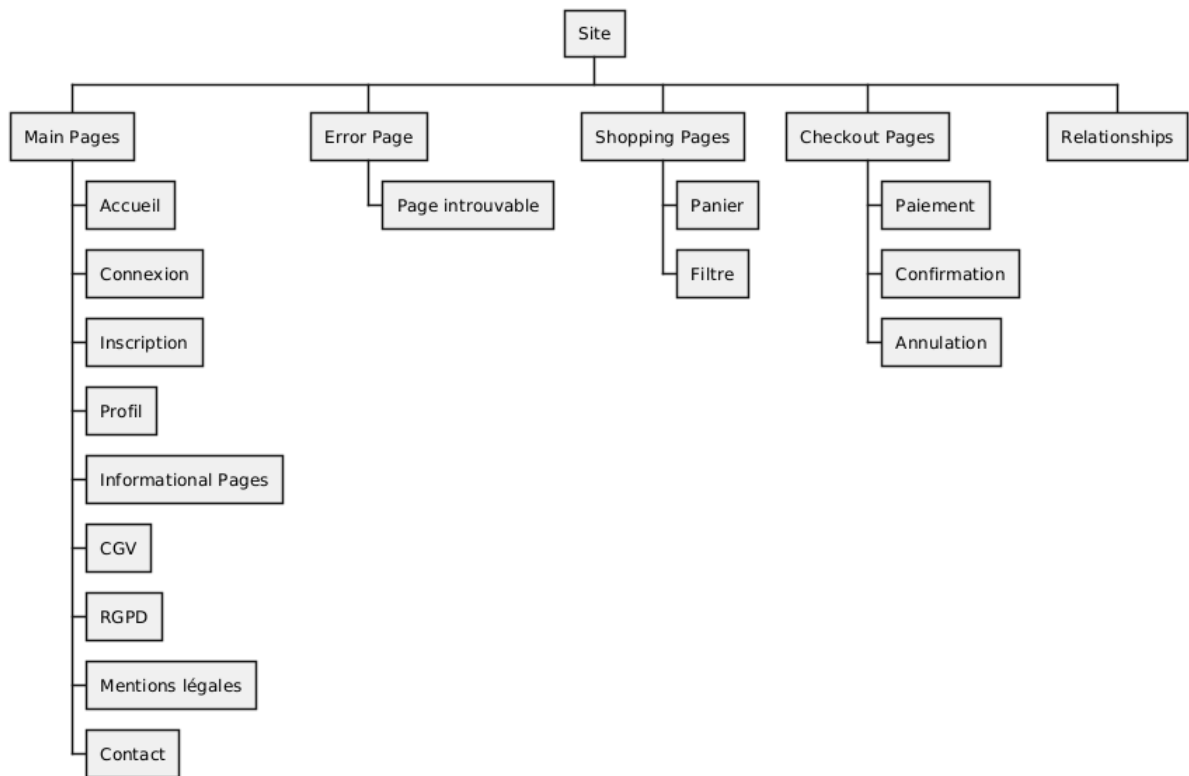 Site
Main Pages
Error Page
Shopping Pages
Checkout Pages
Relationships
Accueil
Page introuvable
Panier
Paiement
Connexion
Filtre
Confirmation
Inscription
Annulation
Profil
Informational Pages
CGV
RGPD
Mentions légales
Contact